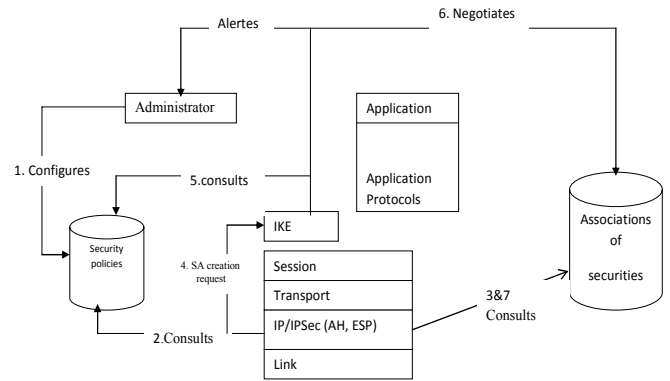 Alertes
6. Negotiates
Administrator
Application
1. Configures
5.consults
Application
Protocols
IKE
Security
policies
4. SA creation
request
Associations
of
securities
Session
Transport
3&7
Consults
IP/IPSec (AH, ESP)
2.Consults
Link